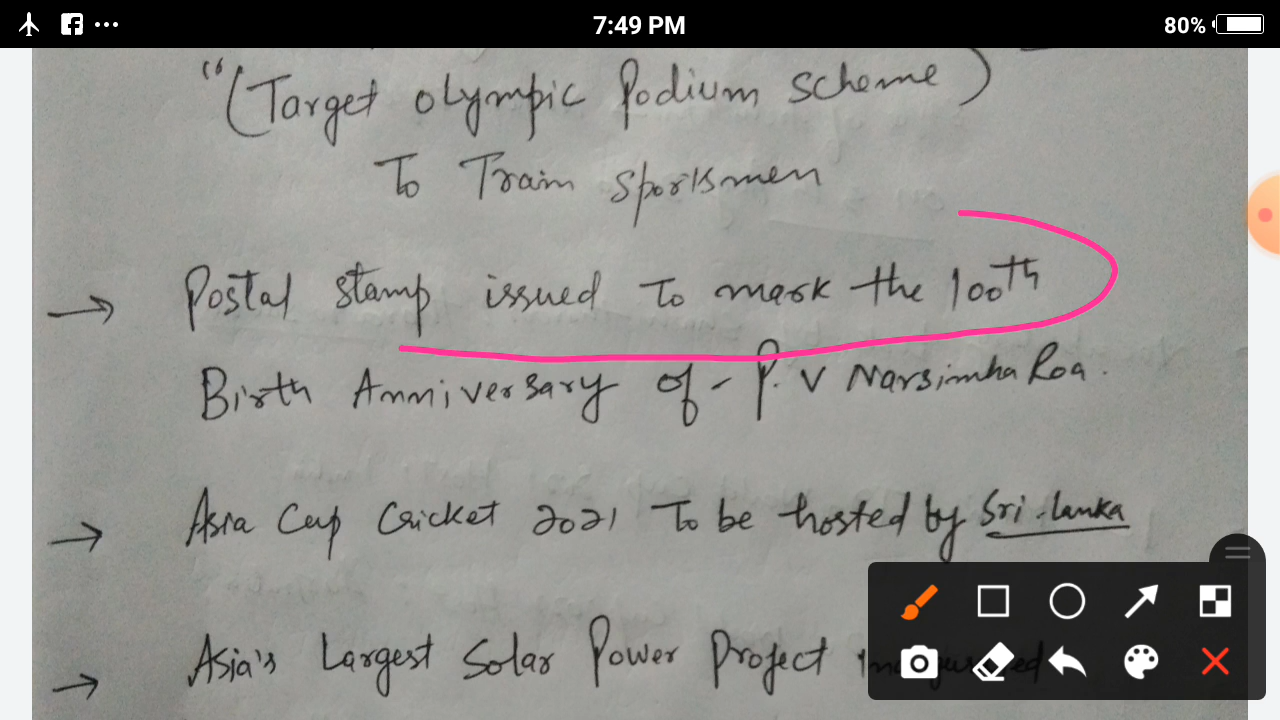 7:49 PM
80%
"(Target olympic Podium Scheme)
To Train sportsmen
→ Postal stamp issued To mark the 100th
Birth Anniversary of - P. V Narsimha Roa.
→ Asia Cup Cricket 2021 To be hosted by Sri.lanka
→ Asia's Largest Solar Power Project